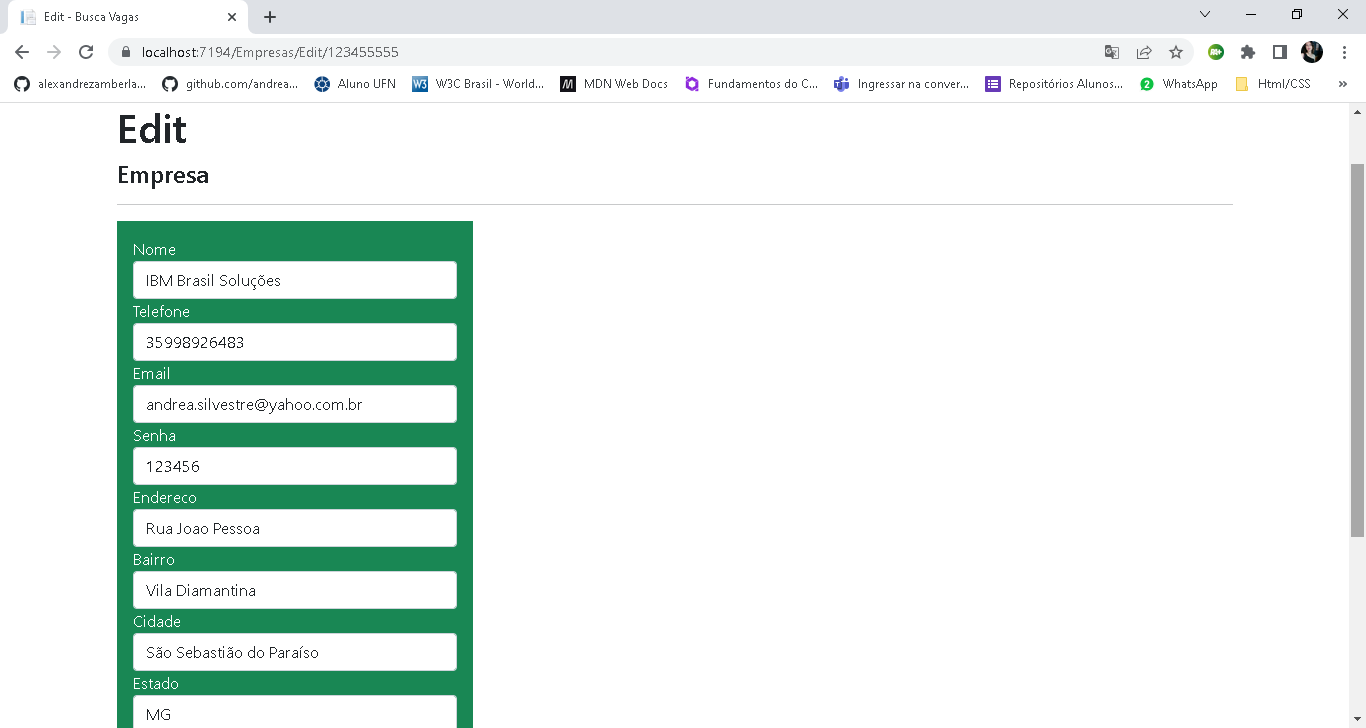 Edit - Busca Vagas
localhost:7194/Empresas/Edit/123455555
alexandrezamberla... github.com/andrea... Aluno UFN W3C Brasil - World... MDN Web Docs Fundamentos do C... Ingressar na conver... Repositórios Alunos... 2 WhatsApp Html/CSS »
Edit
Empresa
Nome
IBM Brasil Soluções
Telefone
35998926483
Email
andrea.silvestre@yahoo.com.br
Senha
123456
Endereco
Rua Joao Pessoa
Bairro
Vila Diamantina
Cidade
São Sebastião do Paraíso
Estado
MG